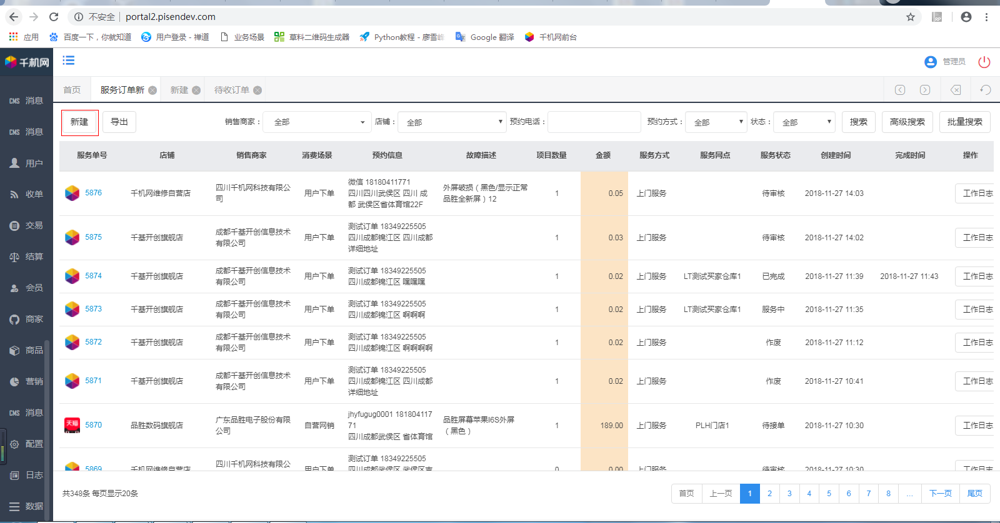 不安全 portal2.pisendev.com
应用 百度一下，你就知道 用户登录 - 禅道 业务场景 草料二维码生成器 Python教程 - 廖雪峰 Google 翻译 千机网前台
千机网 管理员
首页 服务订单新 新建 待收订单
新建 导出 销售商家： 全部 店铺： 全部 预约电话： 预约方式： 全部 状态： 全部 搜索 高级搜索 批量搜索
CMS 消息
CMS 消息
用户
收单
交易
结算
会员
商家
商品
营销
CMS 消息
配置
日志
数据
服务单号 店铺 销售商家 消费场景 预约信息 故障描述 项目数量 金额 服务方式 服务网点 服务状态 创建时间 完成时间 操作
5876 千机网维修自营店 四川千机网科技有限公司 用户下单 微信 18180411771 四川四川武侯区 四川 成都 武侯区省体育馆22F 外屏破损（黑色/显示正常 品胜全新屏）12 1 0.05 上门服务 待审核 2018-11-27 14:03 工作日志
5875 千基开创旗舰店 成都千基开创信息技术有限公司 用户下单 测试订单 18349225505 四川成都锦江区 四川成都详细地址 1 0.03 上门服务 待审核 2018-11-27 14:02 工作日志
5874 千基开创旗舰店 成都千基开创信息技术有限公司 用户下单 测试订单 18349225505 四川成都锦江区 嘿嘿嘿 1 0.02 上门服务 LT测试买家仓库1 已完成 2018-11-27 11:39 2018-11-27 11:43 工作日志
5873 千基开创旗舰店 成都千基开创信息技术有限公司 用户下单 测试订单 18349225505 四川成都锦江区 啊啊啊 1 0.02 上门服务 LT测试买家仓库1 服务中 2018-11-27 11:35 工作日志
5872 千基开创旗舰店 成都千基开创信息技术有限公司 用户下单 测试订单 18349225505 四川成都锦江区 啊啊啊啊 1 0.02 上门服务 作废 2018-11-27 11:12 工作日志
5871 千基开创旗舰店 成都千基开创信息技术有限公司 用户下单 测试订单 18349225505 四川成都锦江区 四川成都详细地址 1 0.02 上门服务 作废 2018-11-27 10:41 工作日志
天猫 5870 品胜数码旗舰店 广东品胜电子股份有限公司 自营网销 jhyfugug0001 18180411771 四川成都武侯区 省体育馆 品胜屏幕苹果I6S外屏（黑色） 1 189.00 上门服务 PLH门店1 待接单 2018-11-27 10:30 工作日志
5869 千机网维修自营店 四川千机网科技有限公 用户下单 测试订单 18349225505 四川成都武侯区 武侯区 0 0.00 上门服务 待审核 2018-11-27 10:30 工作日志
共348条 每页显示20条 首页 上一页 1 2 3 4 5 6 7 8 ... 下一页 尾页